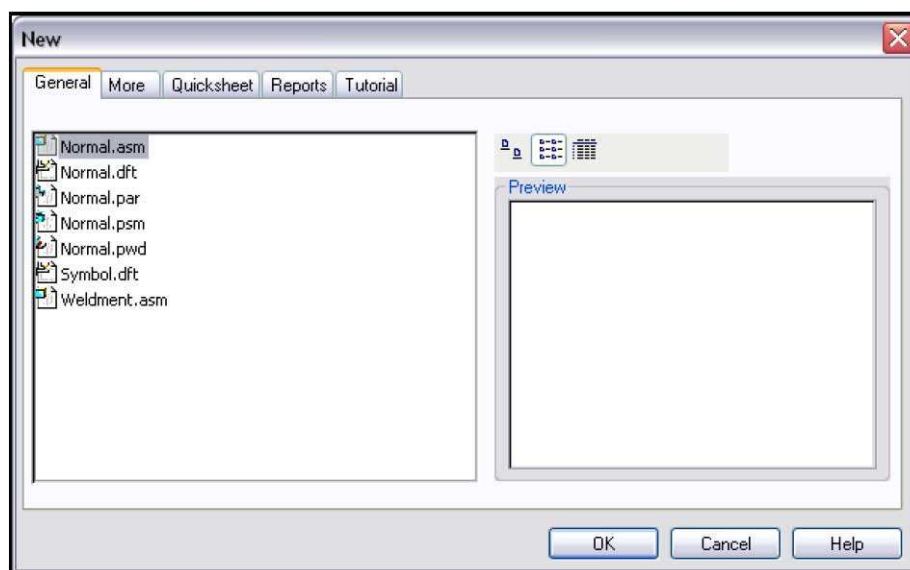 New
General More Quicksheet Reports Tutorial
Normal.asm
Normal.dft
Normal.par
Normal.psm
Normal.pwd
Symbol.dft
Weldment.asm
Preview
OK Cancel Help